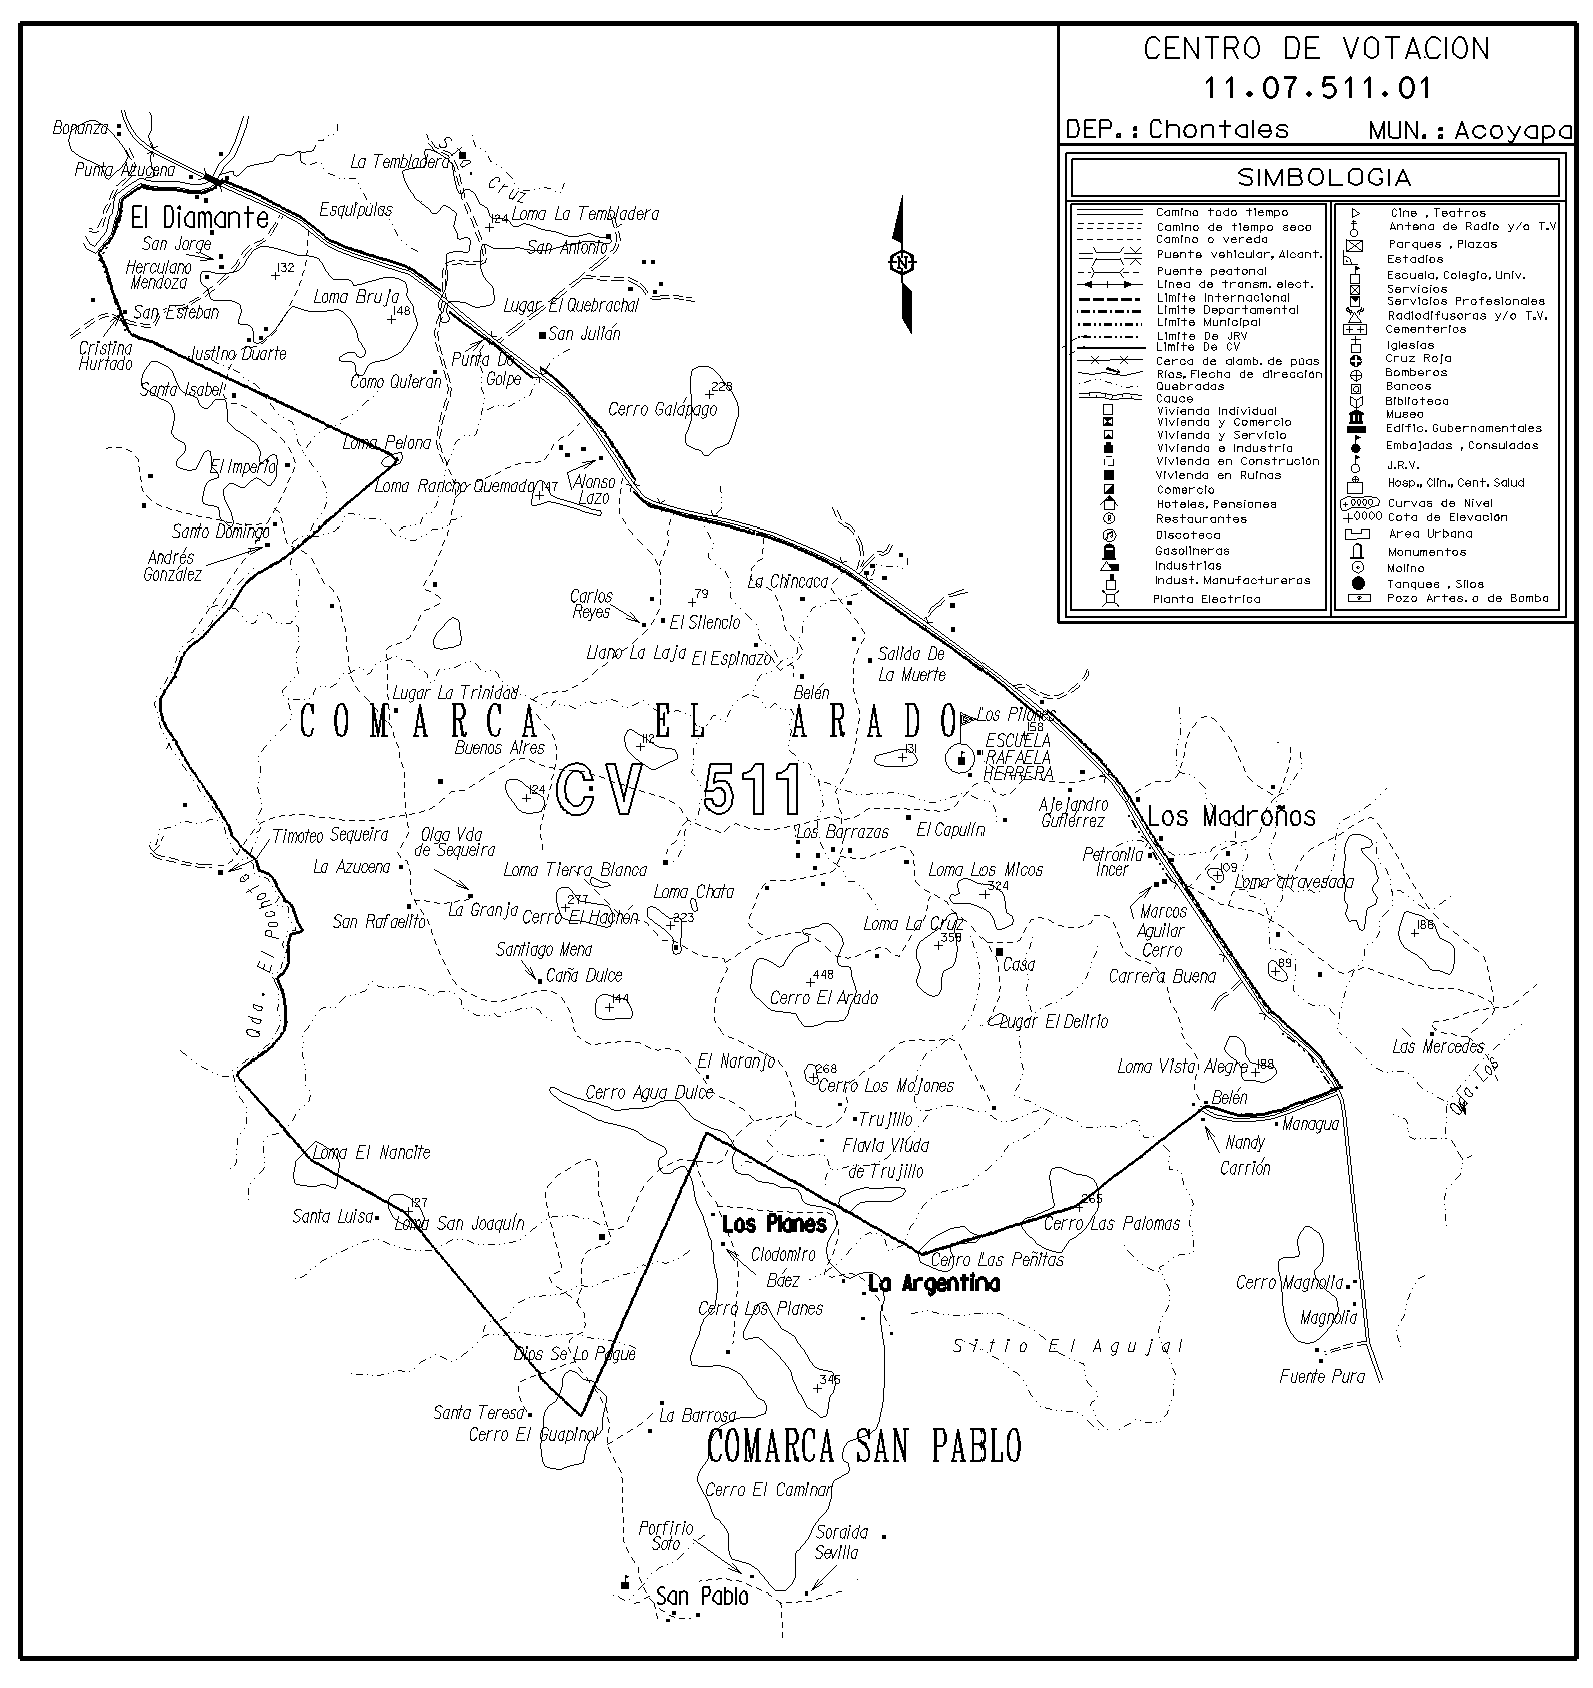 CENTRO DE VOTACION
11.07.511.01
DEP.: Chontales
MUN.: Acoyapa
SIMBOLOGIA
Camino todo tiempo
Camino de tiempo seco
Camino o vereda
Puente vehicular, Alcant.
Puente peatonal
Linea de transm. elect.
Limite Internacional
Limite Departamental
Limite Municipal
Limite De JRV
Limite De CV
Cerca de alamb. de púas
Rios, Flecha de dirección
Quebradas
Cauce
Vivienda Individual
Vivienda y Comercio
Vivienda y Servicio
Vivienda e Industria
Vivienda en Construción
Vivienda en Ruinas
Comercio
Hoteles, Pensiones
Restaurantes
Discoteca
Gasolineras
Industrias
Indust. Manufactureras
Planta Electrica
Cine , Teatros
Antena de Radio y/o T.V
Parques , Plazas
Estadios
Escuela, Colegio, Univ.
Servicios
Servicios Profesionales
Radiodifusoras y/o T.V.
Cementerios
Iglesias
Cruz Roja
Bomberos
Bancos
Biblioteca
Museo
Edific. Gubernamentales
Embajadas , Consulados
J.R.V.
Hosp., Clin., Cent. Salud
Curvas de Nivel
Cota de Elevación
Area Urbana
Monumentos
Molino
Tanques , Silos
Pozo Artes. o de Bomba
Bonanza
Punta Azucena
El Diamante
San Jorge
Herculano
Mendoza
132
San Esteban
Cristina
Hurtado
Justino Duarte
Loma Bruja
148
Esquipulas
La Tembladera
Cruz
124
Loma La Tembladera
San Antonio
Lugar El Quebrachal
San Julián
Punta De
Golpe
Como Quieran
Santa Isabel
Cerro Galápago
228
N
Loma Pelona
El Imperio
Loma Rancho Quemado
147
Alonso
Lazo
Santo Domingo
Andrés
González
La Chincaca
Carlos
Reyes
79
El Silencio
Llano La Laja
El Espinazo
Salida De
La Muerte
Belén
Lugar La Trinidad
COMARCA EL ARADO
Los Pilones
158
ESCUELA
RAFAELA
HERRERA
Buenos Aires
112
131
124
CV 511
Alejandro
Gutiérrez
Los Madroños
Timoteo Sequeira
Olga Vda
de Sequeira
Los Barrazas
El Capulín
La Azucena
Loma Tierra Blanca
Loma Los Micos
Petronila
Incer
109
Loma atravesada
Qda. El Pochote
San Rafaelito
La Granja
277
Cerro El Hachón
Loma Chata
223
324
Loma La Cruz
359
Marcos
Aguilar
186
Santiago Mena
Caña Dulce
Casa
Cerro
Carrera Buena
89
448
Cerro El Arado
144
Lugar El Delirio
Las Mercedes
El Naranjo
Cerro Agua Dulce
268
Cerro Los Mojones
Loma Vista Alegre
188
Qda. Los
Trujillo
Belén
Managua
Flavia Viuda
de Trujillo
Nandy
Carrión
Loma El Nancite
127
Santa Luisa
Loma San Joaquín
265
Cerro Las Palomas
Los Planes
Clodomiro
Báez
Cerro Las Peñitas
La Argentina
Cerro Magnolia
Magnolia
Cerro Los Planes
Sitio El Agujal
Dios Se Lo Pague
Fuente Pura
345
Santa Teresa
Cerro El Guapinol
La Barrosa
COMARCA SAN PABLO
Cerro El Caminar
Porfirio
Soto
Soraida
Sevilla
San Pablo